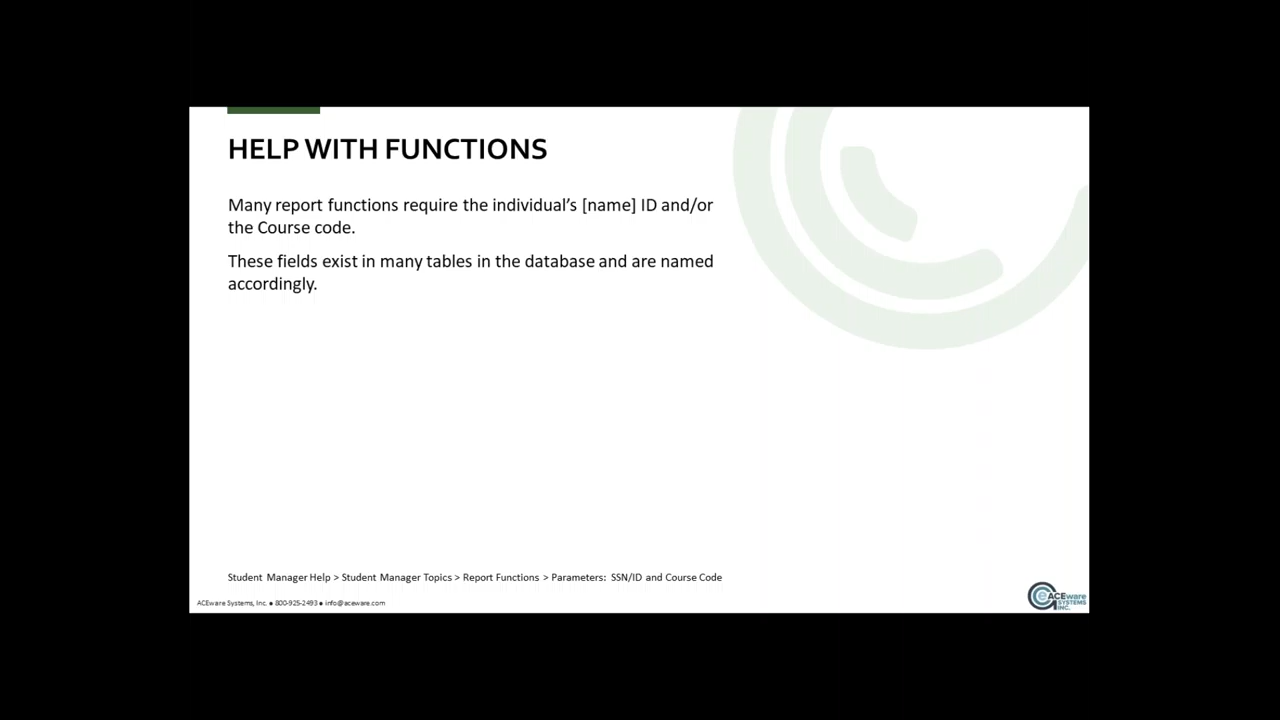 HELP WITH FUNCTIONS
Many report functions require the individual’s [name] ID and/or
the Course code.
These fields exist in many tables in the database and are named
accordingly.
Student Manager Help > Student Manager Topics > Report Functions > Parameters: SSN/ID and Course Code
ACEware Systems, Inc. ● 800-925-2493 ● info@aceware.com
ACEware
SYSTEMS
INC.